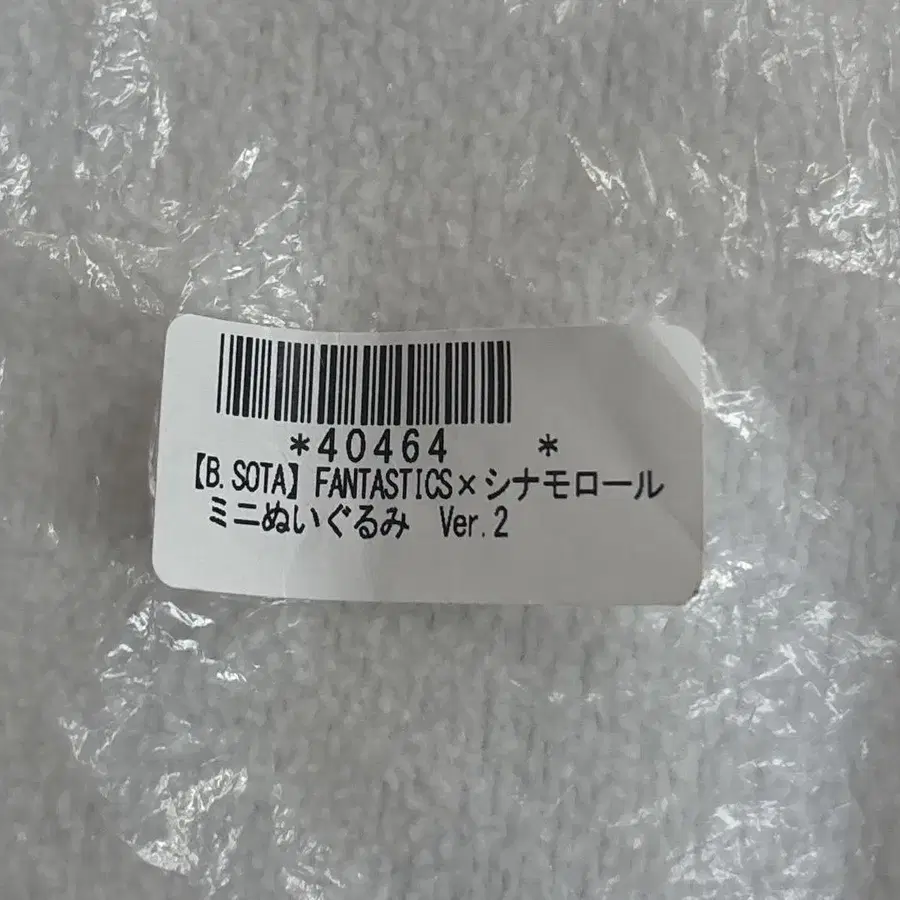 *40464 *
【B.SOTA】FANTASTICS×シナモロール
ミニぬいぐるみ Ver.2